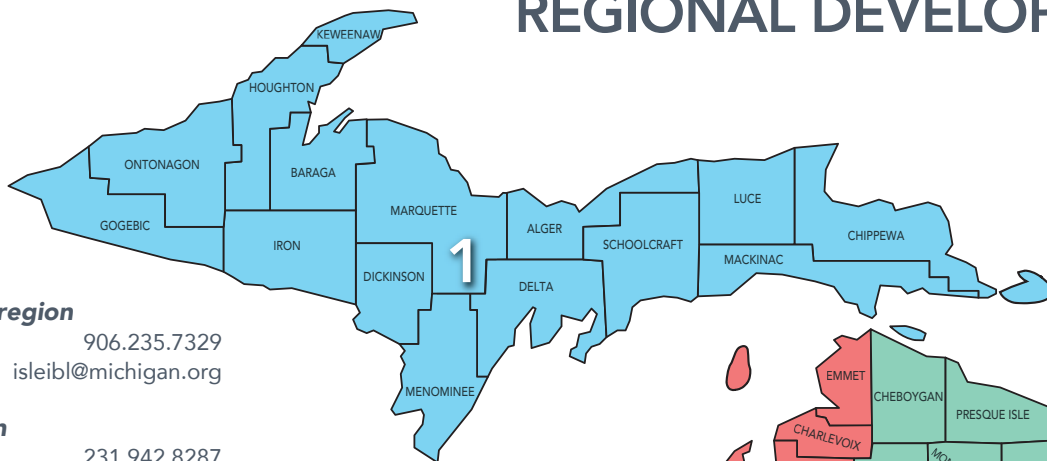 REGIONAL DEVELOP
KEWEENAW
HOUGHTON
ONTONAGON
BARAGA
GOGEBIC
IRON
MARQUETTE
1
DICKINSON
ALGER
DELTA
SCHOOLCRAFT
LUCE
MACKINAC
CHIPPEWA
MENOMINEE
region
906.235.7329
isleibl@michigan.org
231.942.8287
EMMET
CHEBOYGAN
PRESQUE ISLE
CHARLEVOIX